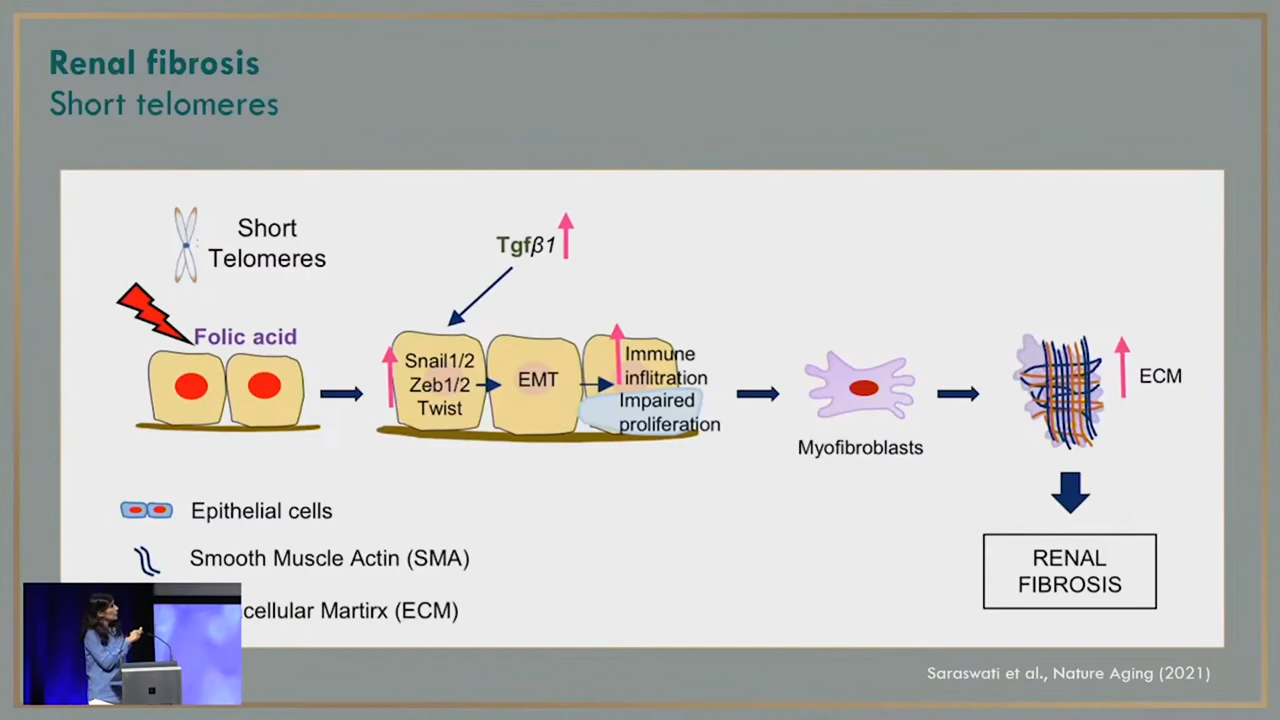 Renal fibrosis
Short telomeres
Short
Telomeres
Tgfβ1
Folic acid
Snail1/2
Zeb1/2
Twist
EMT
Immune
inflitration
Impaired
proliferation
Myofibroblasts
ECM
Epithelial cells
Smooth Muscle Actin (SMA)
cellular Martirx (ECM)
RENAL
FIBROSIS
Saraswati et al., Nature Aging (2021)